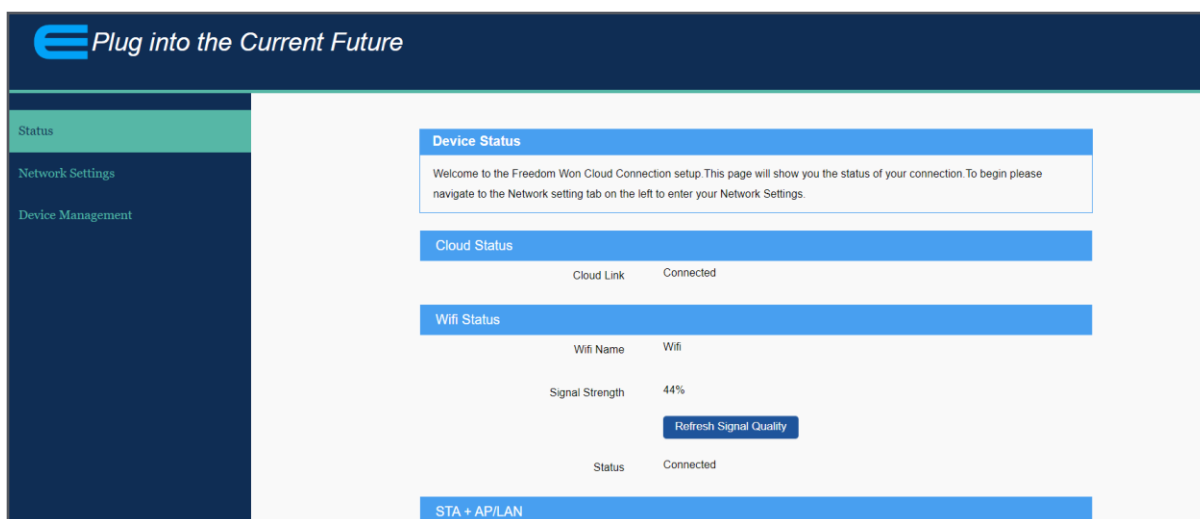 Plug into the Current Future
Status
Network Settings
Device Management
Device Status
Welcome to the Freedom Won Cloud Connection setup.This page will show you the status of your connection.To begin please
navigate to the Network setting tab on the left to enter your Network Settings.
Cloud Status
Cloud Link Connected
Wifi Status
Wifi Name Wifi
Signal Strength 44%
Refresh Signal Quality
Status Connected
STA + AP/LAN